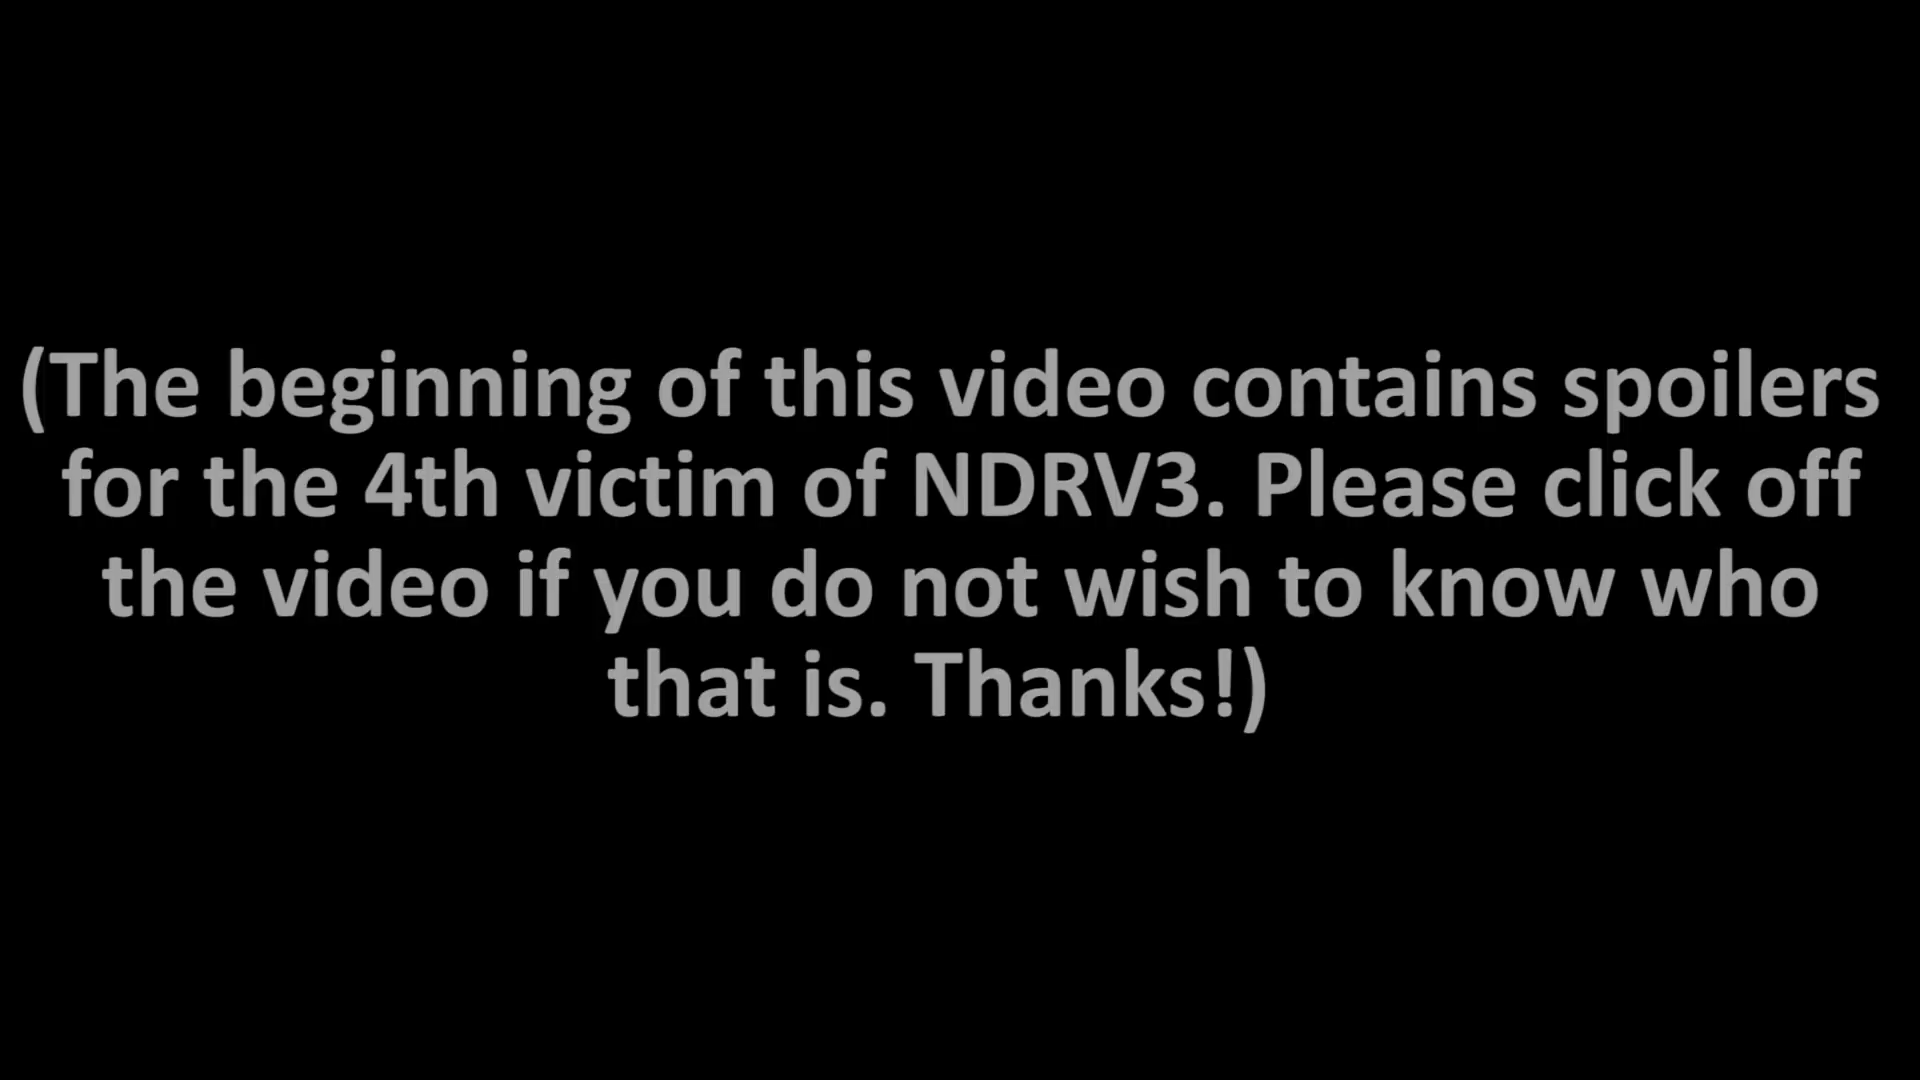 (The beginning of this video contains spoilers
for the 4th victim of NDRV3. Please click off
the video if you do not wish to know who
that is. Thanks!)